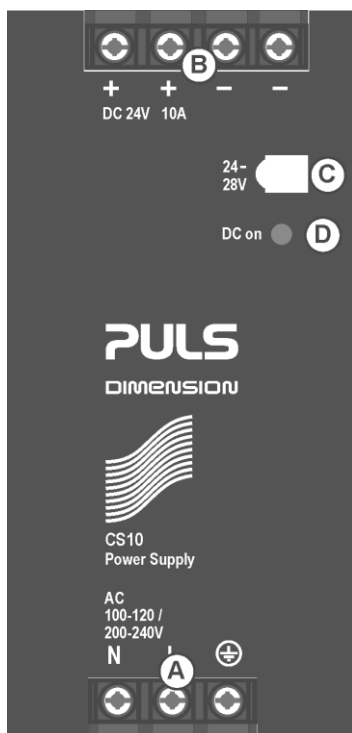 B
+ + – –
DC 24V 10A
24–
28V
C
DC on
D
PULS
DIMENSION
CS10
Power Supply
AC
100-120 /
200-240V
N
A